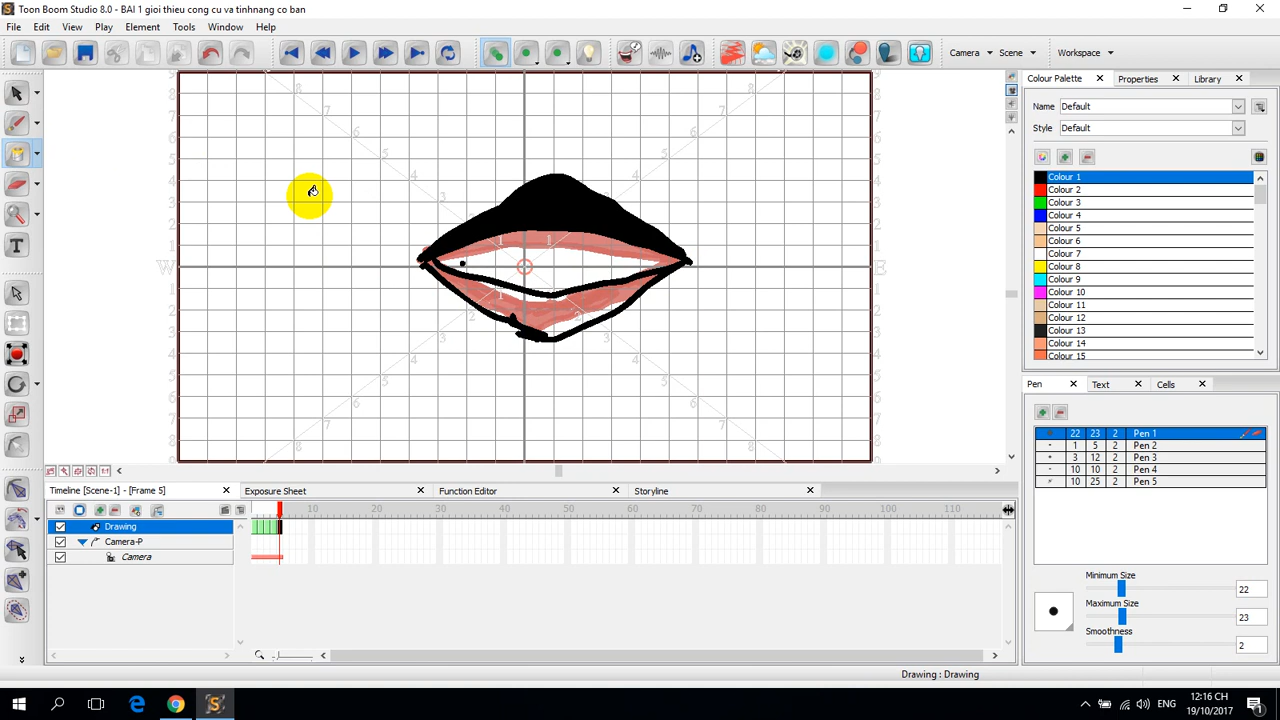 Toon Boom Studio 8.0 - BAI 1 gioi thieu cong cu va tinhnang co ban
File Edit View Play Element Tools Window Help
Camera Scene Workspace
Colour Palette Properties Library
Name Default
Style Default
Colour 1
Colour 2
Colour 3
Colour 4
Colour 5
Colour 6
Colour 7
Colour 8
Colour 9
Colour 10
Colour 11
Colour 12
Colour 13
Colour 14
Colour 15
W E
Pen Text Cells
22 23 2 Pen 1
1 5 2 Pen 2
3 12 2 Pen 3
10 10 2 Pen 4
10 25 2 Pen 5
Minimum Size
22
Maximum Size
23
Smoothness
2
Timeline [Scene-1] - [Frame 5] Exposure Sheet Function Editor Storyline
10 20 30 40 50 60 70 80 90 100 110
Drawing
Camera-P
Camera
Drawing : Drawing
ENG
12:16 CH
19/10/2017